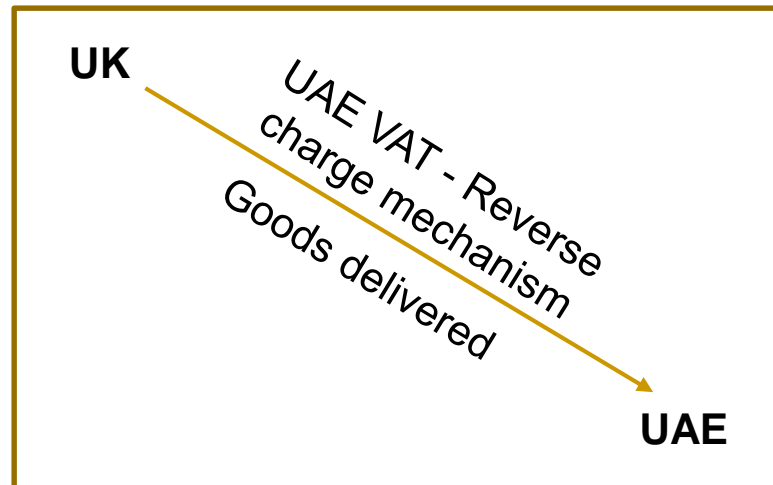 UK
UAE VAT - Reverse
charge mechanism
Goods delivered
UAE